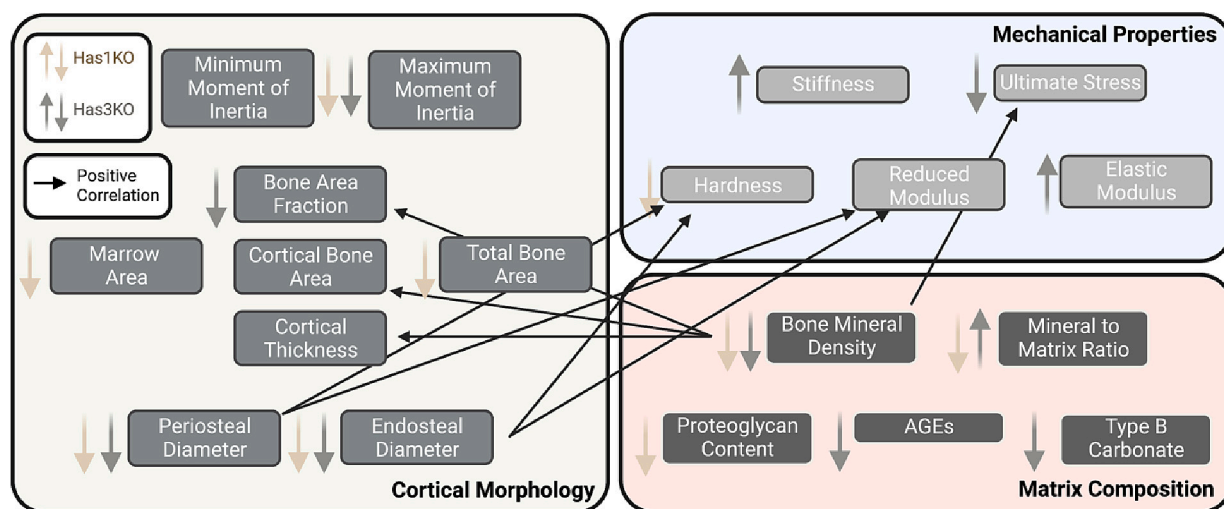 Has1KO
Has3KO
Positive
Correlation
Minimum
Moment of
Inertia
Maximum
Moment of
Inertia
Bone Area
Fraction
Marrow
Area
Cortical Bone
Area
Total Bone
Area
Cortical
Thickness
Periosteal
Diameter
Endosteal
Diameter
Cortical Morphology
Mechanical Properties
Stiffness
Ultimate Stress
Hardness
Reduced
Modulus
Elastic
Modulus
Bone Mineral
Density
Mineral to
Matrix Ratio
Proteoglycan
Content
AGEs
Type B
Carbonate
Matrix Composition